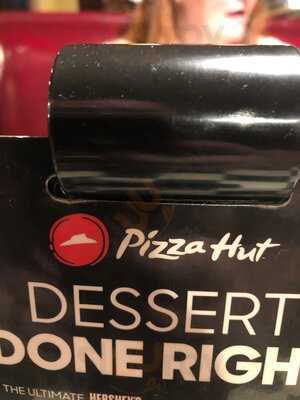 Pizza Hut
DESSERT
DONE RIGH
THE ULTIMATE HERSHEY'S